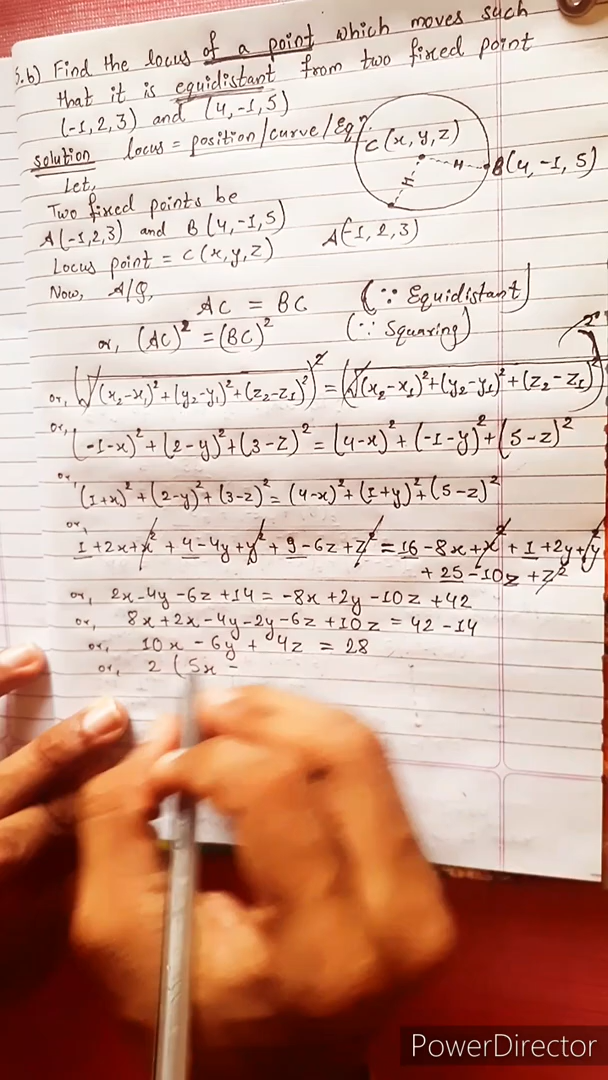 5.b) Find the locus of a point which moves such
that it is equidistant from two fixed point
(-1,2,3) and (4,-1,5)
solution locus = position/curve/Eqⁿ.
C(x,y,z)
B(4,-1,5)
A(-1,2,3)
Let,
Two fixed points be
A(-1,2,3) and B(4,-1,5)
Locus point = C(x,y,z)
Now, A/Q,
AC = BC (∵ Equidistant)
or, (AC)² = (BC)² (∵ Squaring)
or, (√(x₂-x₁)²+(y₂-y₁)²+(z₂-z₁)²)² = (√(x₂-x₁)²+(y₂-y₁)²+(z₂-z₁)²)²
or, (-1-x)²+(2-y)²+(3-z)² = (4-x)²+(-1-y)²+(5-z)²
or, (1+x)²+(2-y)²+(3-z)² = (4-x)²+(1+y)²+(5-z)²
or, 1+2x+x²+4-4y+y²+9-6z+z² = 16-8x+x²+1+2y+y²
+25-10z+z²
or, 2x-4y-6z+14 = -8x+2y-10z+42
or, 8x+2x-4y-2y-6z+10z = 42-14
or, 10x-6y+4z = 28
or, 2(5x-
PowerDirector